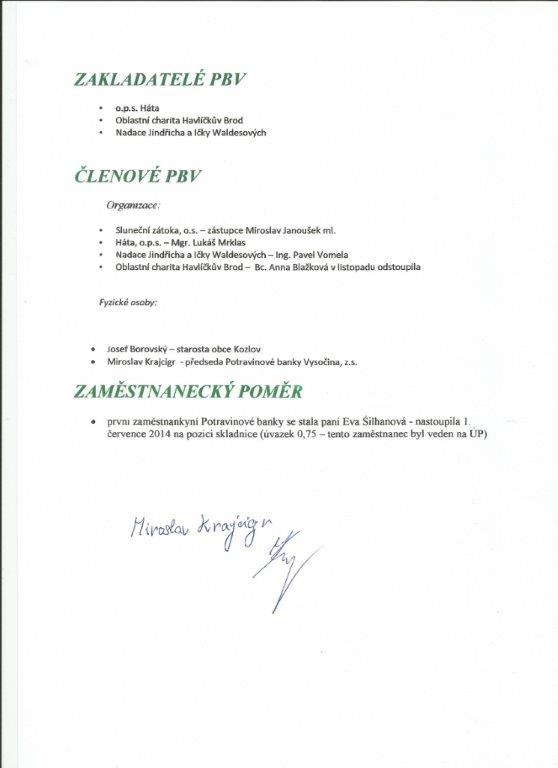 ZAKLADATELÉ PBV
• o.p.s. Háta
• Oblastní charita Havlíčkův Brod
• Nadace Jindřicha a Ičky Waldesových
ČLENOVÉ PBV
Organizace:
• Sluneční zátoka, o.s. – zástupce Miroslav Janoušek ml.
• Háta, o.p.s. – Mgr. Lukáš Mrklas
• Nadace Jindřicha a Ičky Waldesových – Ing. Pavel Vomela
• Oblastní charita Havlíčkův Brod – Bc. Anna Blažková v listopadu odstoupila
Fyzické osoby:
• Josef Borovský – starosta obce Kozlov
• Miroslav Krajcigr - předseda Potravinové banky Vysočina, z.s.
ZAMĚSTNANECKÝ POMĚR
• první zaměstnankyní Potravinové banky se stala paní Eva Šilhanová - nastoupila 1.
července 2014 na pozici skladnice (úvazek 0,75 – tento zaměstnanec byl veden na ÚP)
Miroslav Krajcigr